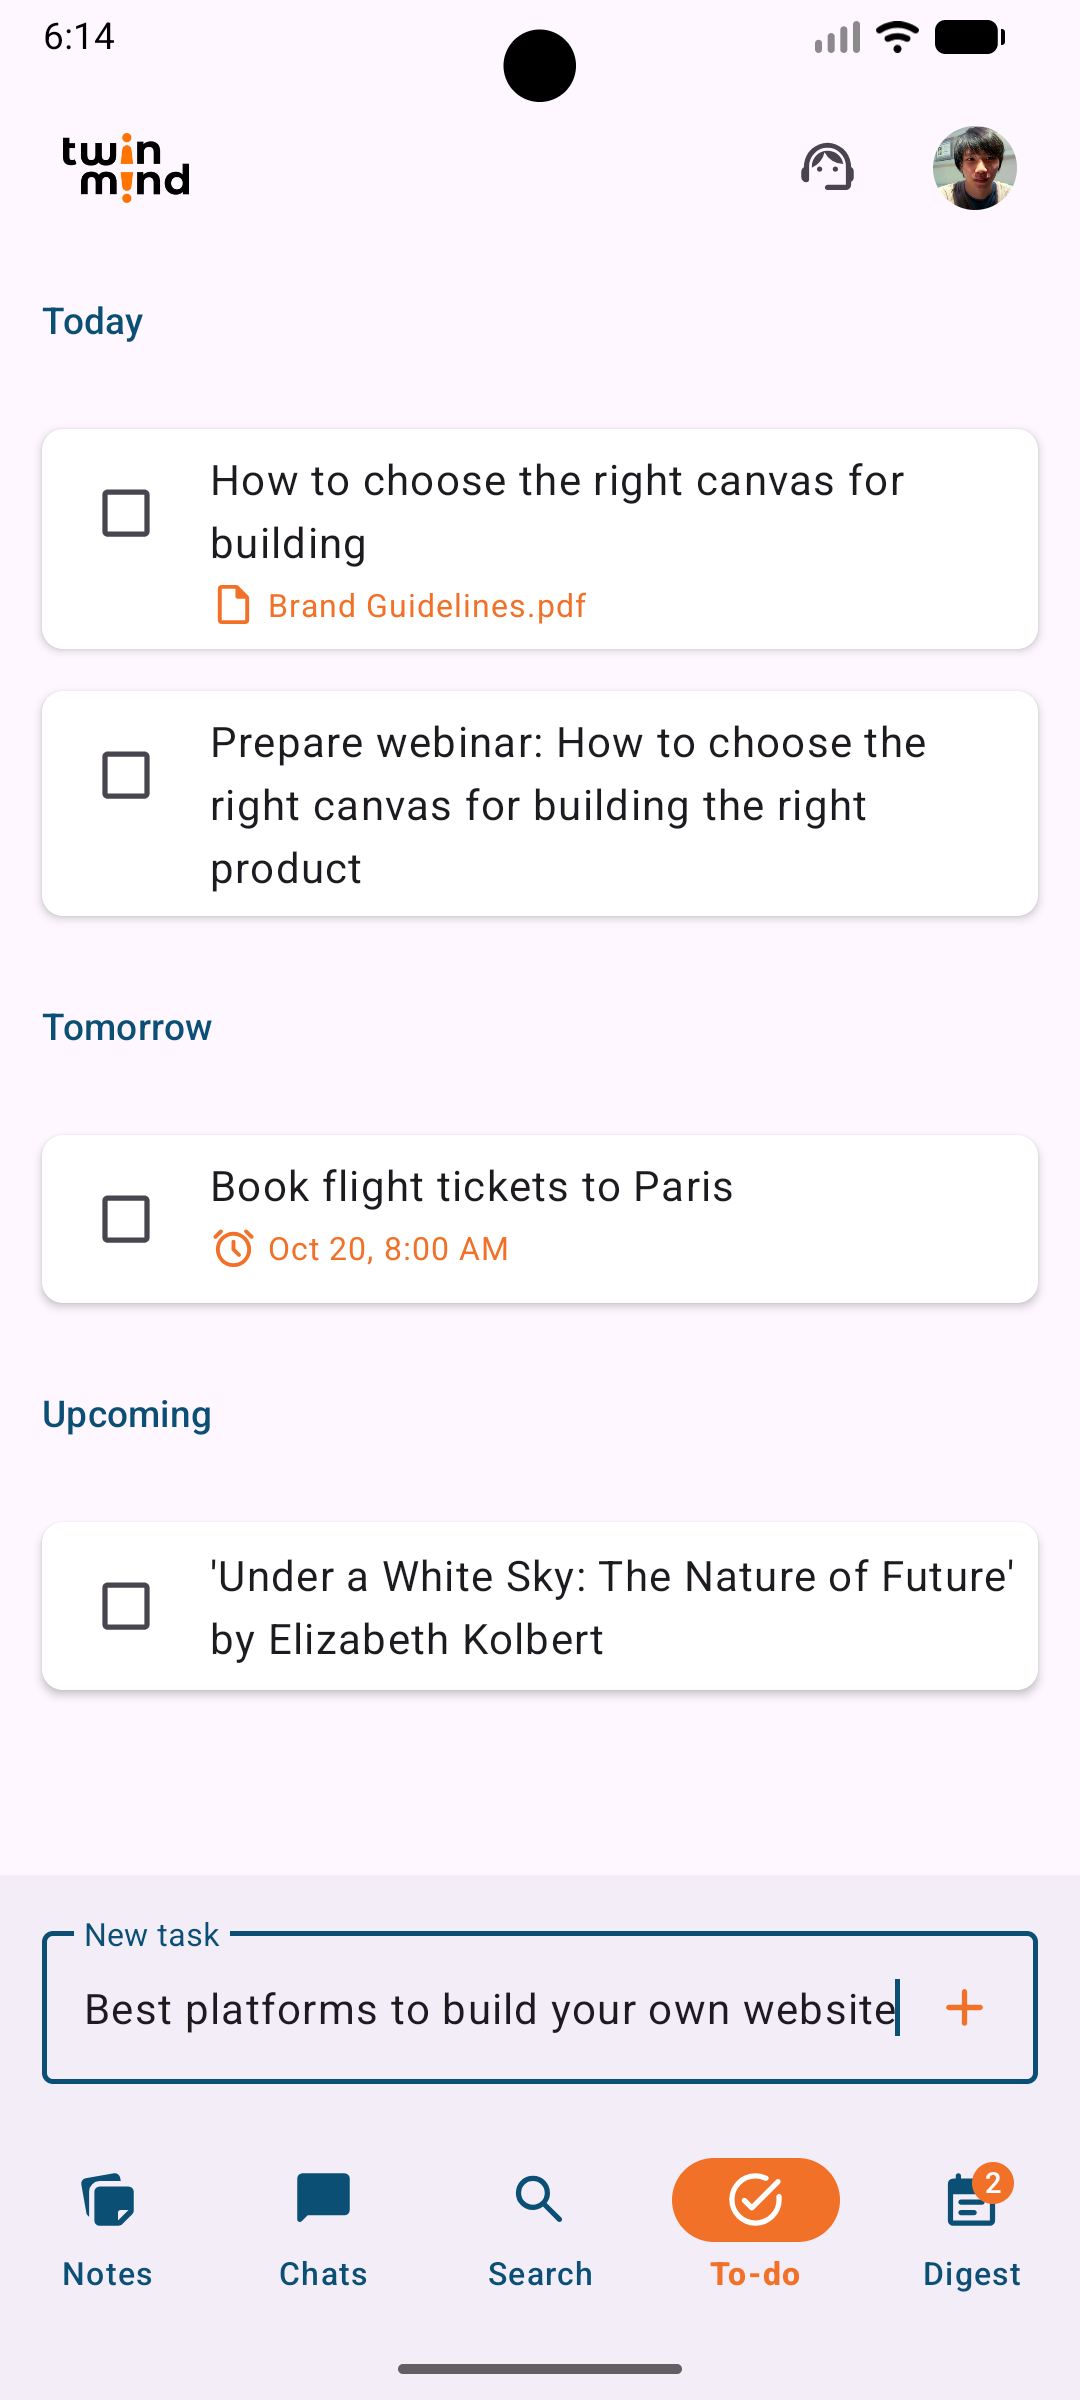 6:14
twin
mind
Today
How to choose the right canvas for
building
Brand Guidelines.pdf
Prepare webinar: How to choose the
right canvas for building the right
product
Tomorrow
Book flight tickets to Paris
Oct 20, 8:00 AM
Upcoming
'Under a White Sky: The Nature of Future'
by Elizabeth Kolbert
New task
Best platforms to build your own website
2
Notes Chats Search To-do Digest